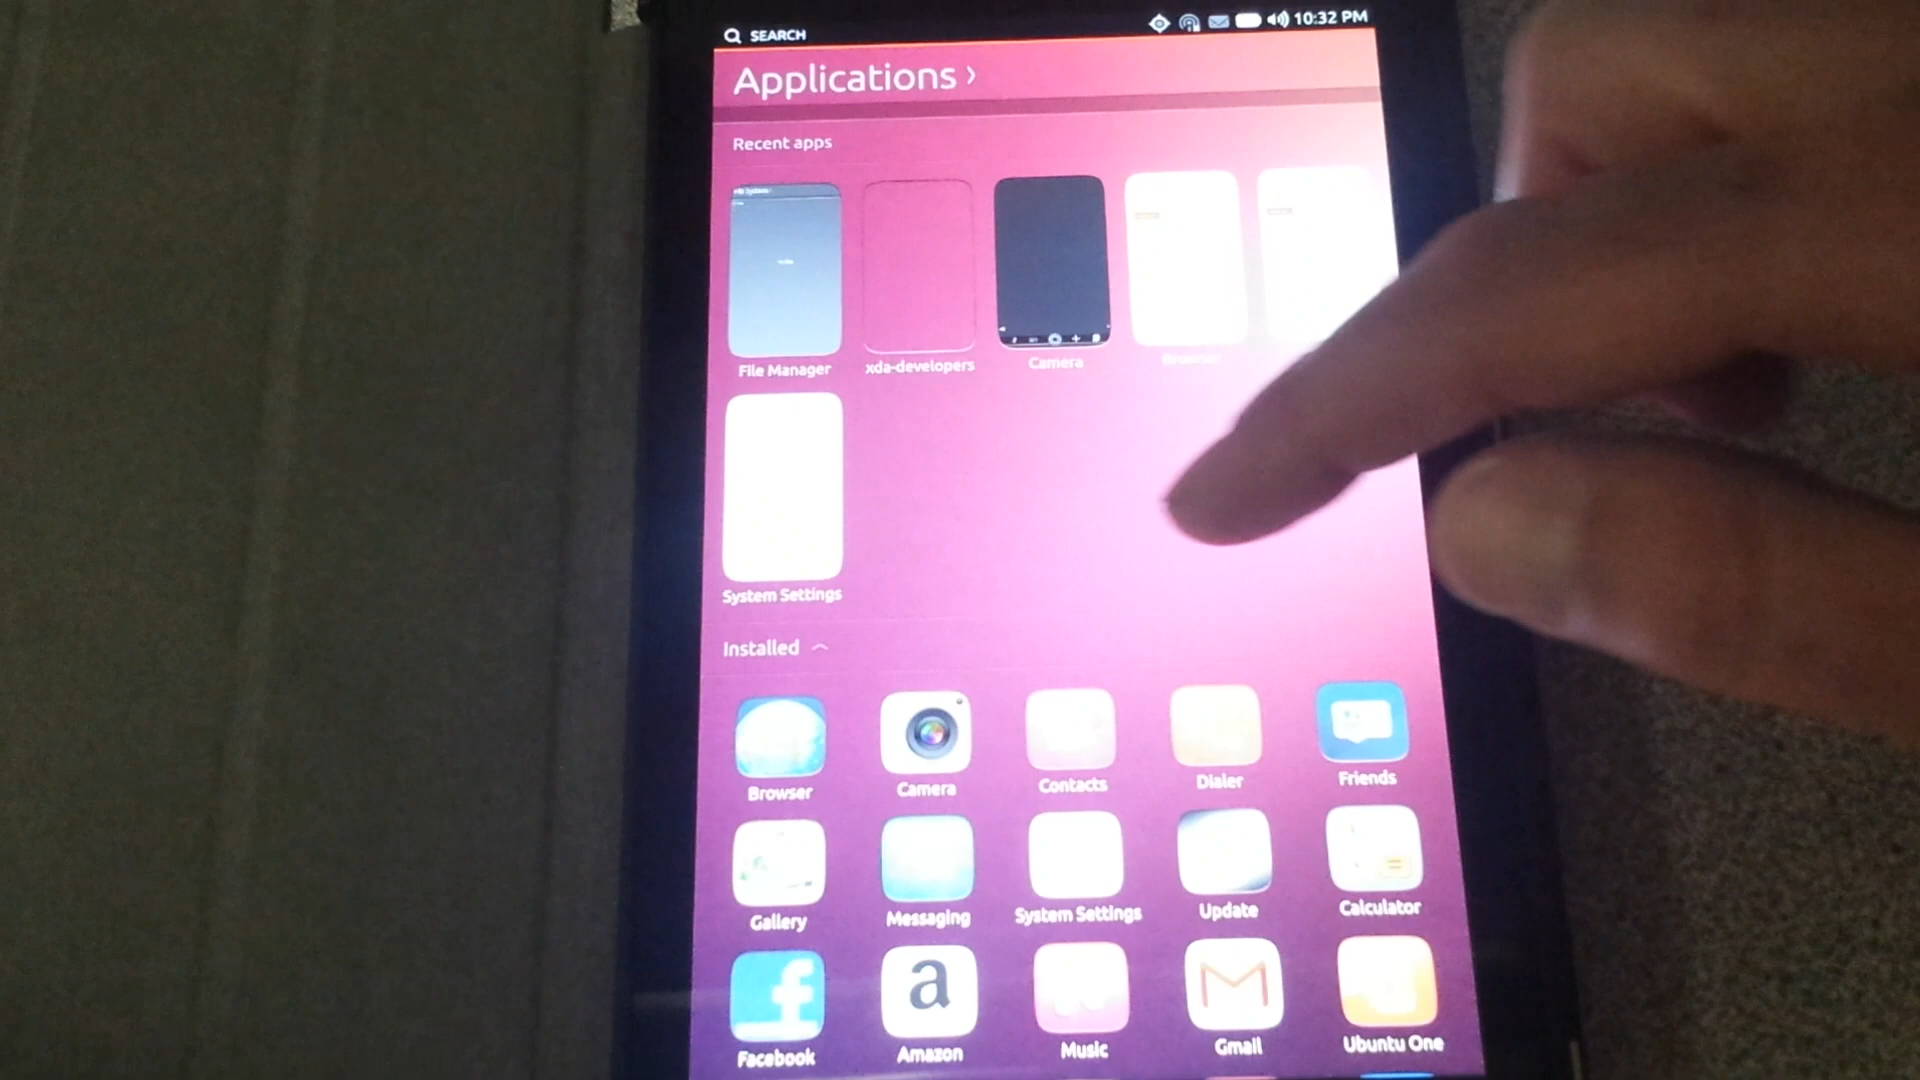 SEARCH
10:32 PM
Applications
Recent apps
File Manager
xda-developers
Camera
Browser
System Settings
Installed
Browser
Camera
Contacts
Dialer
Friends
Gallery
Messaging
System Settings
Update
Calculator
f
Facebook
a
Amazon
Music
Gmail
Ubuntu One